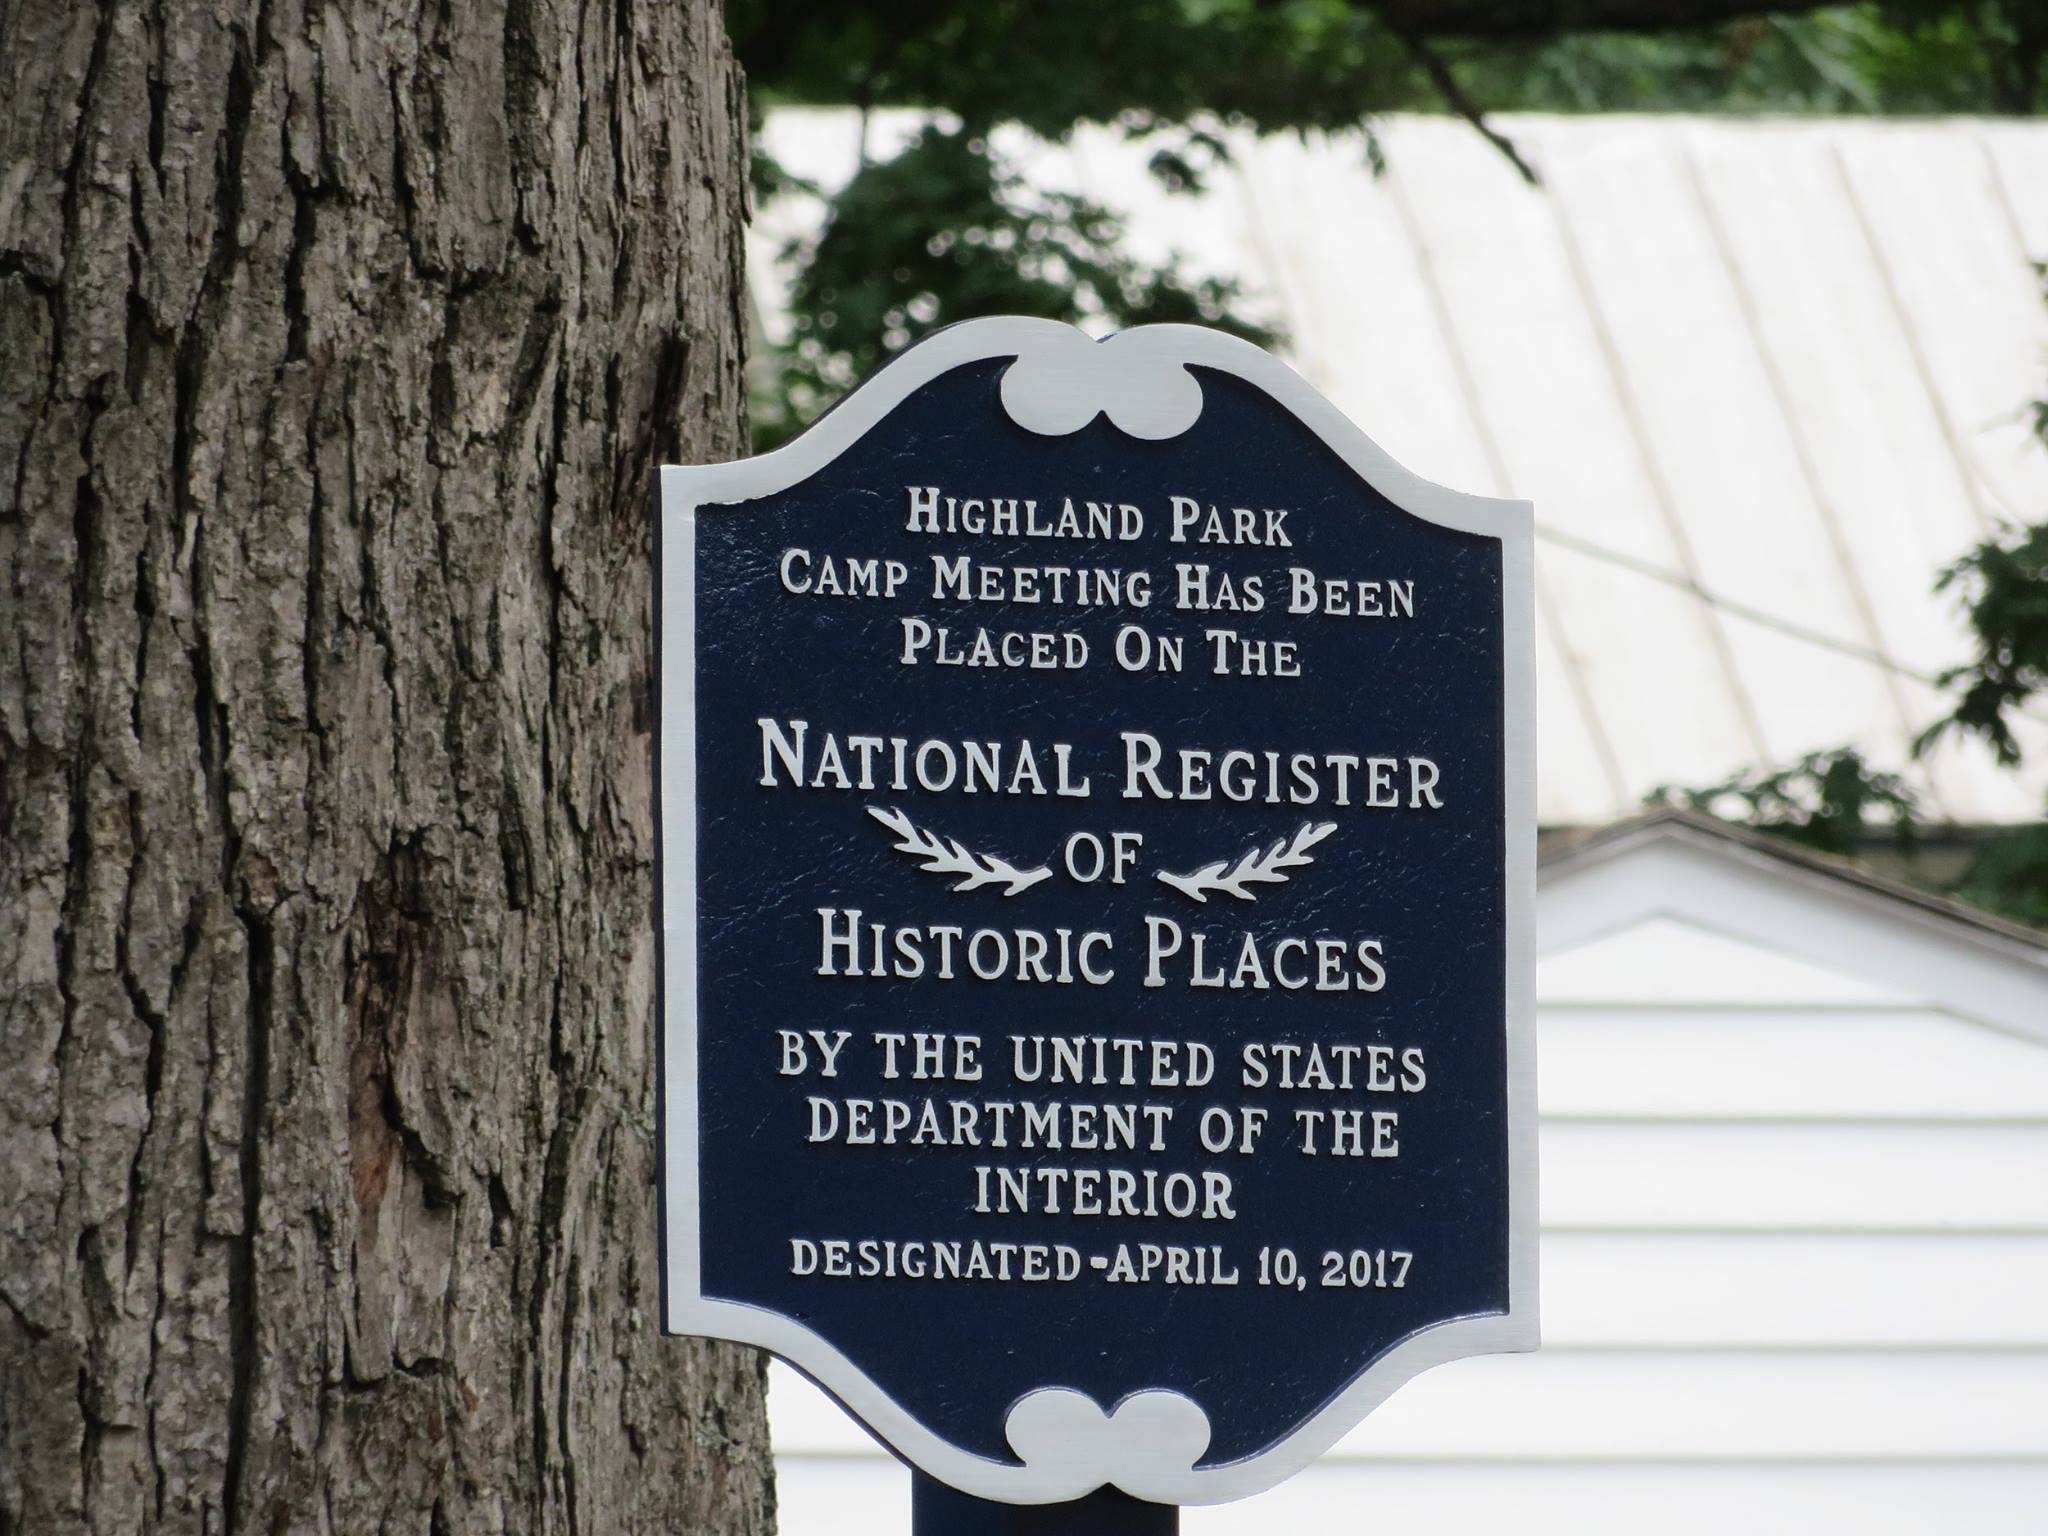 Highland Park
Camp Meeting Has Been
Placed On The
National Register
of
Historic Places
BY THE UNITED STATES
DEPARTMENT OF THE
INTERIOR
DESIGNATED-APRIL 10, 2017